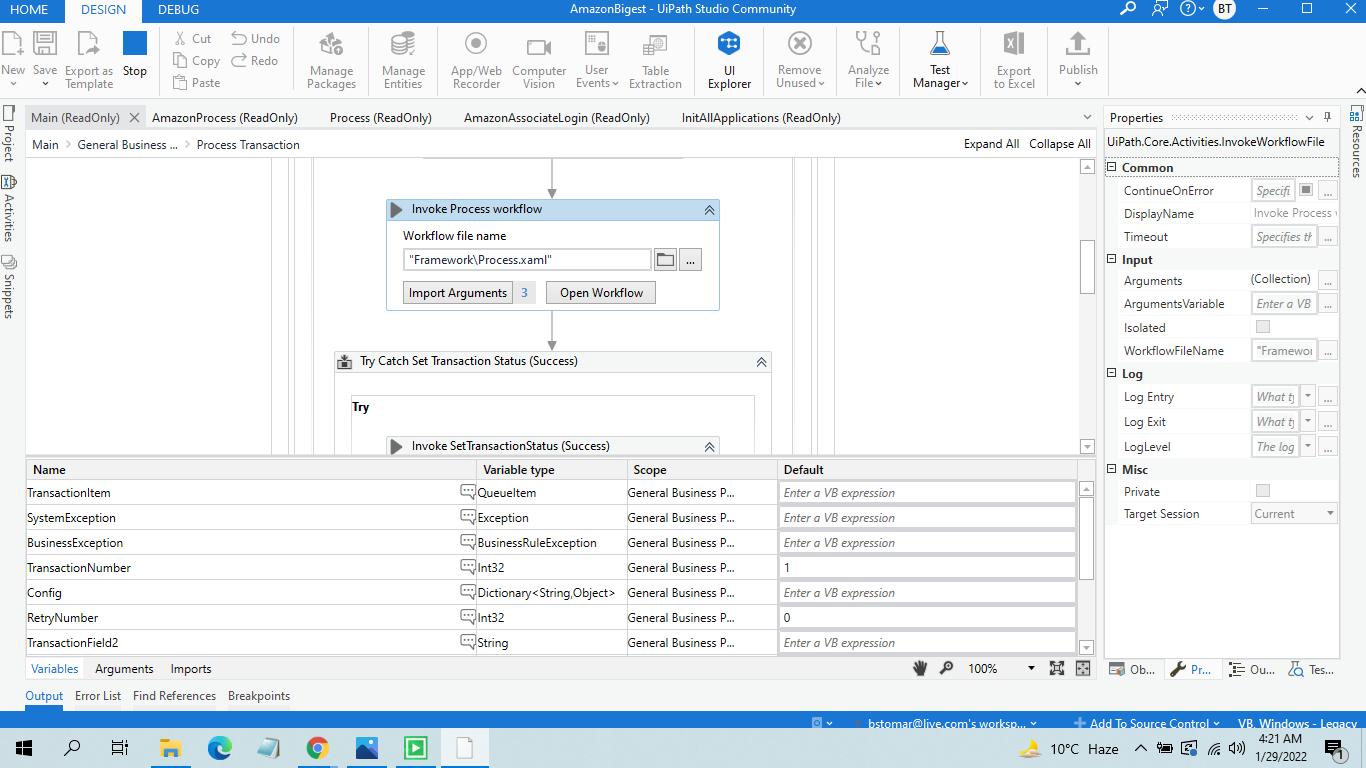 AmazonBigest - UiPath Studio Community
HOME DESIGN DEBUG BT
New Save Export as Template Stop
Cut Copy Paste Undo Redo
Manage Packages
Manage Entities
App/Web Recorder
Computer Vision
User Events
Table Extraction
UI Explorer
Remove Unused
Analyze File
Test Manager
Export to Excel
Publish
Project
Activities
Snippets
Main (ReadOnly) AmazonProcess (ReadOnly) Process (ReadOnly) AmazonAssociateLogin (ReadOnly) InitAllApplications (ReadOnly)
Main > General Business ... > Process Transaction Expand All Collapse All
Invoke Process workflow
Workflow file name
"Framework\Process.xaml" ...
Import Arguments 3 Open Workflow
Try Catch Set Transaction Status (Success)
Try
Invoke SetTransactionStatus (Success)
Name Variable type Scope Default
TransactionItem QueueItem General Business P... Enter a VB expression
SystemException Exception General Business P... Enter a VB expression
BusinessException BusinessRuleException General Business P... Enter a VB expression
TransactionNumber Int32 General Business P... 1
Config Dictionary<String,Object> General Business P... Enter a VB expression
RetryNumber Int32 General Business P... 0
TransactionField2 String General Business P... Enter a VB expression
Variables Arguments Imports 100%
Output Error List Find References Breakpoints
Properties
UiPath.Core.Activities.InvokeWorkflowFile
Common
ContinueOnError Specifi ...
DisplayName Invoke Process w
Timeout Specifies th ...
Input
Arguments (Collection) ...
ArgumentsVariable Enter a VB ...
Isolated
WorkflowFileName "Framewor ...
Log
Log Entry What ty ...
Log Exit What ty ...
LogLevel The log ...
Misc
Private
Target Session Current
Ob... Pr... Ou... Tes...
Resources
bstomar@live.com's worksp... Add To Source Control VB, Windows - Legacy
10°C Haze
4:21 AM
1/29/2022
1